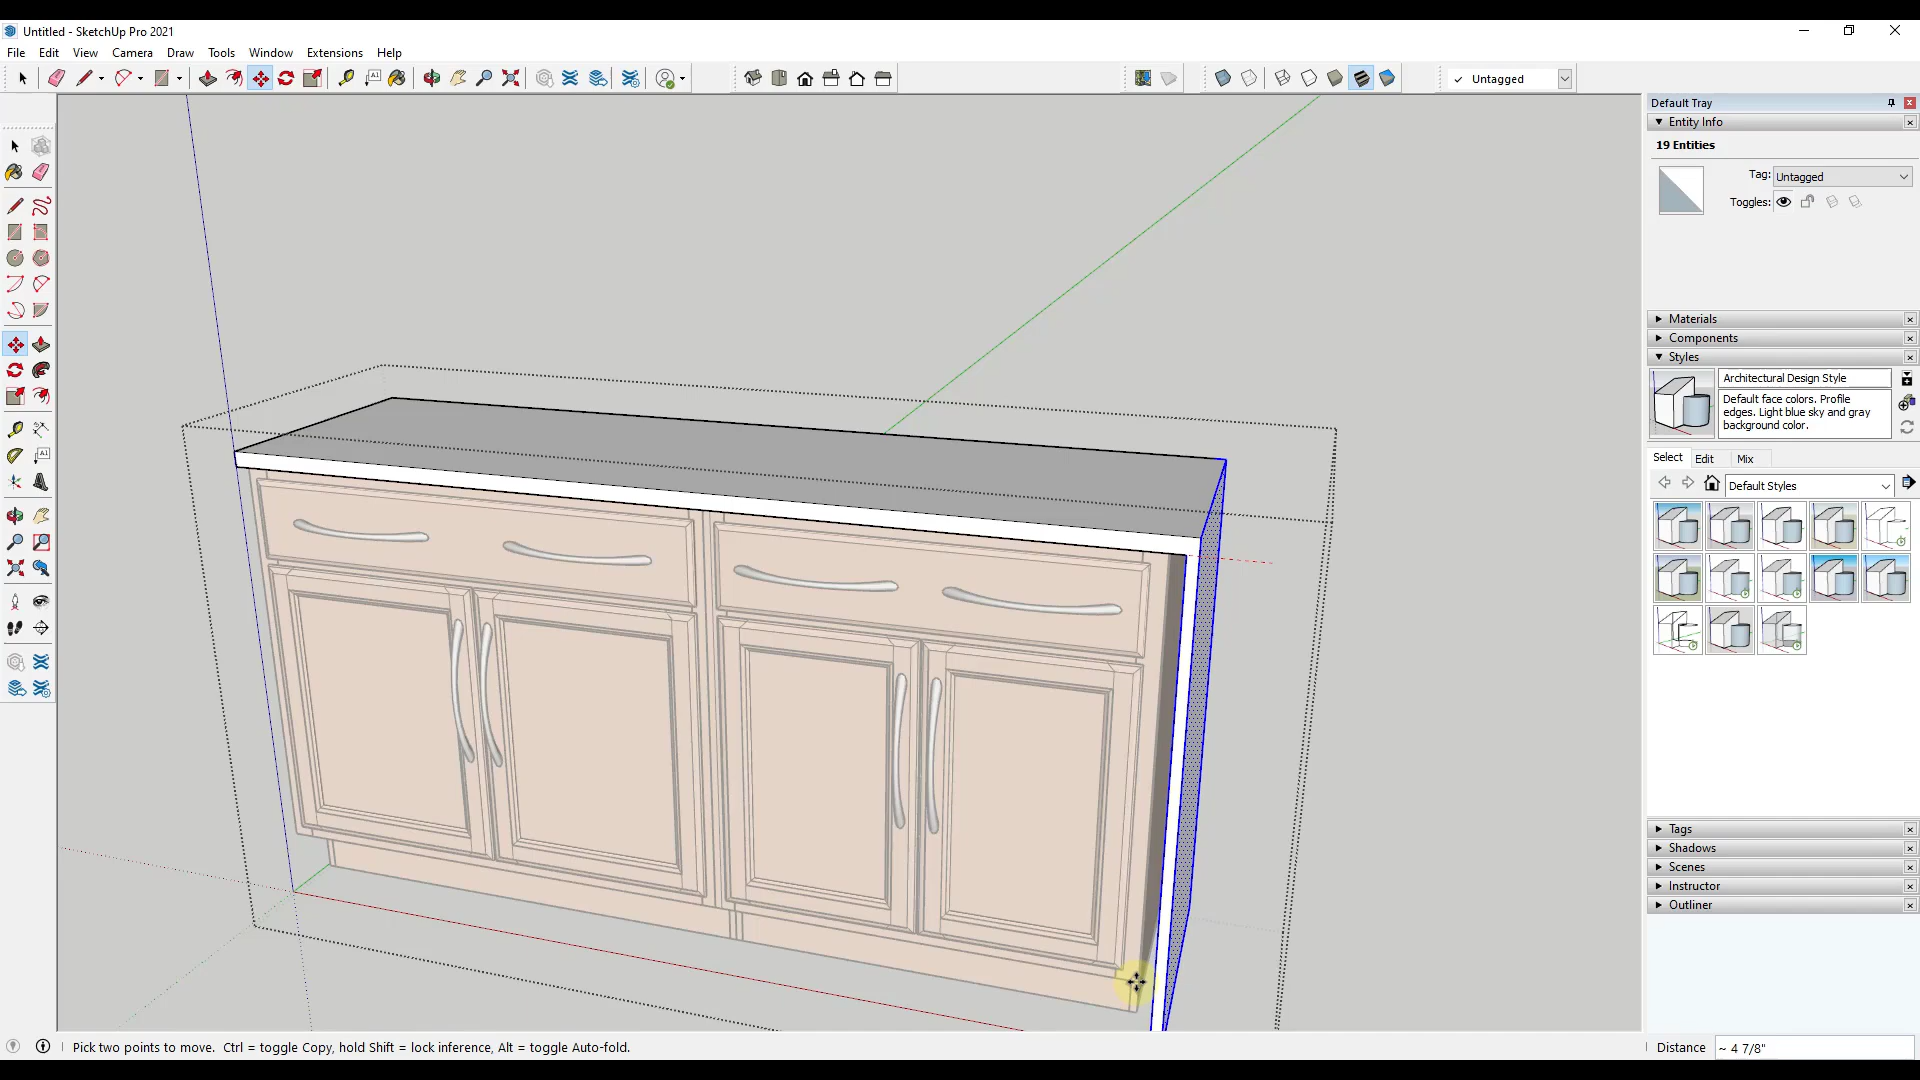 Untitled - SketchUp Pro 2021
File Edit View Camera Draw Tools Window Extensions Help
A1
✓ Untagged
Default Tray
Entity Info
19 Entities
Tag: Untagged
Toggles:
Materials
Components
Styles
Architectural Design Style
Default face colors. Profile
edges. Light blue sky and gray
background color.
Select Edit Mix
Default Styles
A1
Tags
Shadows
Scenes
Instructor
Outliner
Pick two points to move. Ctrl = toggle Copy, hold Shift = lock inference, Alt = toggle Auto-fold.
Distance ~ 4 7/8"